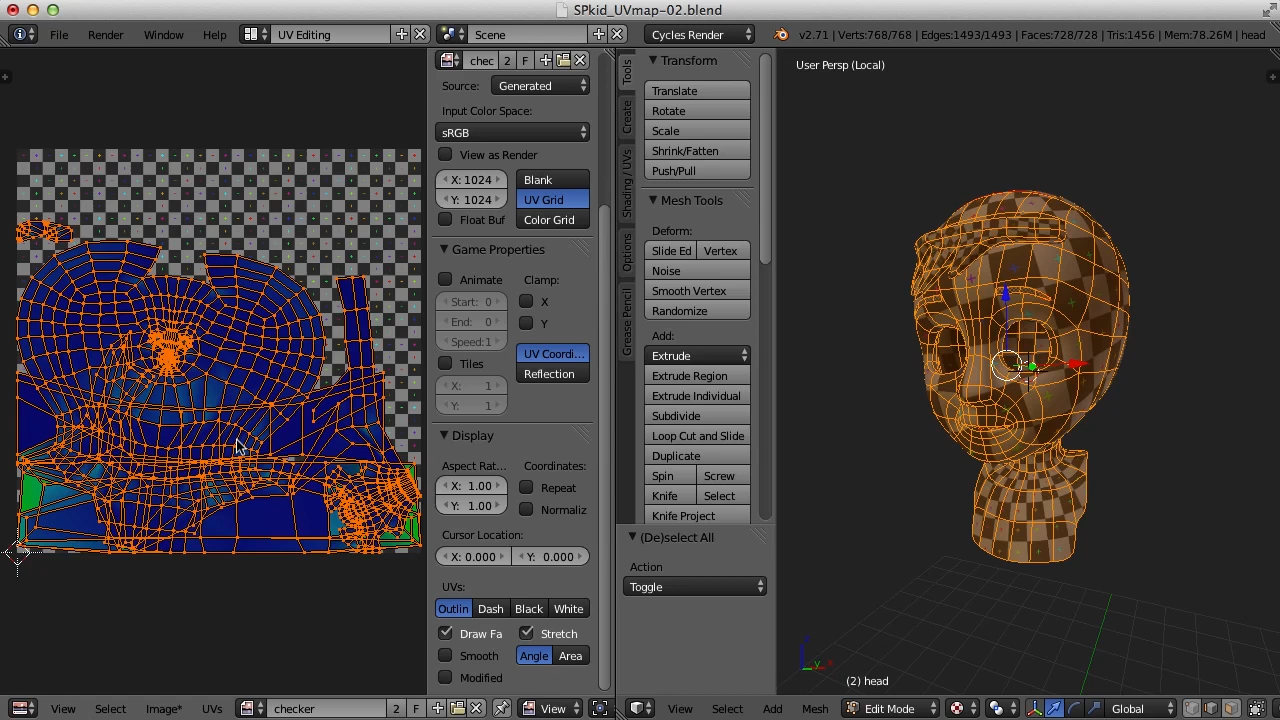 SPkid_UVmap-02.blend
File Render Window Help UV Editing Scene Cycles Render v2.71 | Verts:768/768 | Edges:1493/1493 | Faces:728/728 | Tris:1456 | Mem:78.26M | head
chec 2 F
Source: Generated
Input Color Space:
sRGB
View as Render
X: 1024 Blank
Y: 1024 UV Grid
Float Buf Color Grid
Game Properties
Animate Clamp:
Start: 0 X
End: 0 Y
Speed:1
Tiles UV Coordi...
X: 1 Reflection
Y: 1
Display
Aspect Rat... Coordinates:
X: 1.00 Repeat
Y: 1.00 Normaliz
Cursor Location:
X: 0.000 Y: 0.000
UVs:
Outlin Dash Black White
Draw Fa Stretch
Smooth Angle Area
Modified
Tools
Create
Shading / UVs
Options
Grease Pencil
Transform
Translate
Rotate
Scale
Shrink/Fatten
Push/Pull
Mesh Tools
Deform:
Slide Ed Vertex
Noise
Smooth Vertex
Randomize
Add:
Extrude
Extrude Region
Extrude Individual
Subdivide
Loop Cut and Slide
Duplicate
Spin Screw
Knife Select
Knife Project
(De)select All
Action
Toggle
User Persp (Local)
(2) head
View Select Image* UVs checker 2 F View
View Select Add Mesh Edit Mode Global